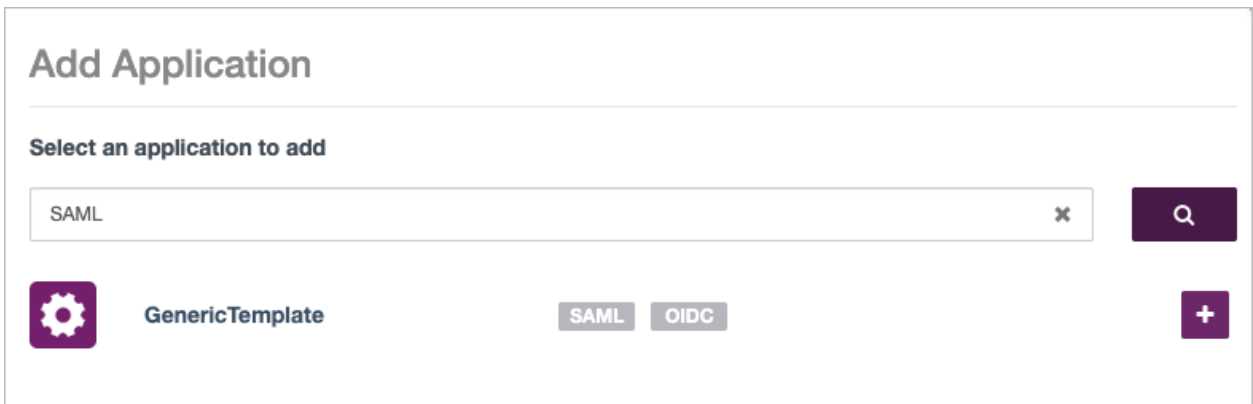 Add Application
Select an application to add
SAML
GenericTemplate SAML OIDC